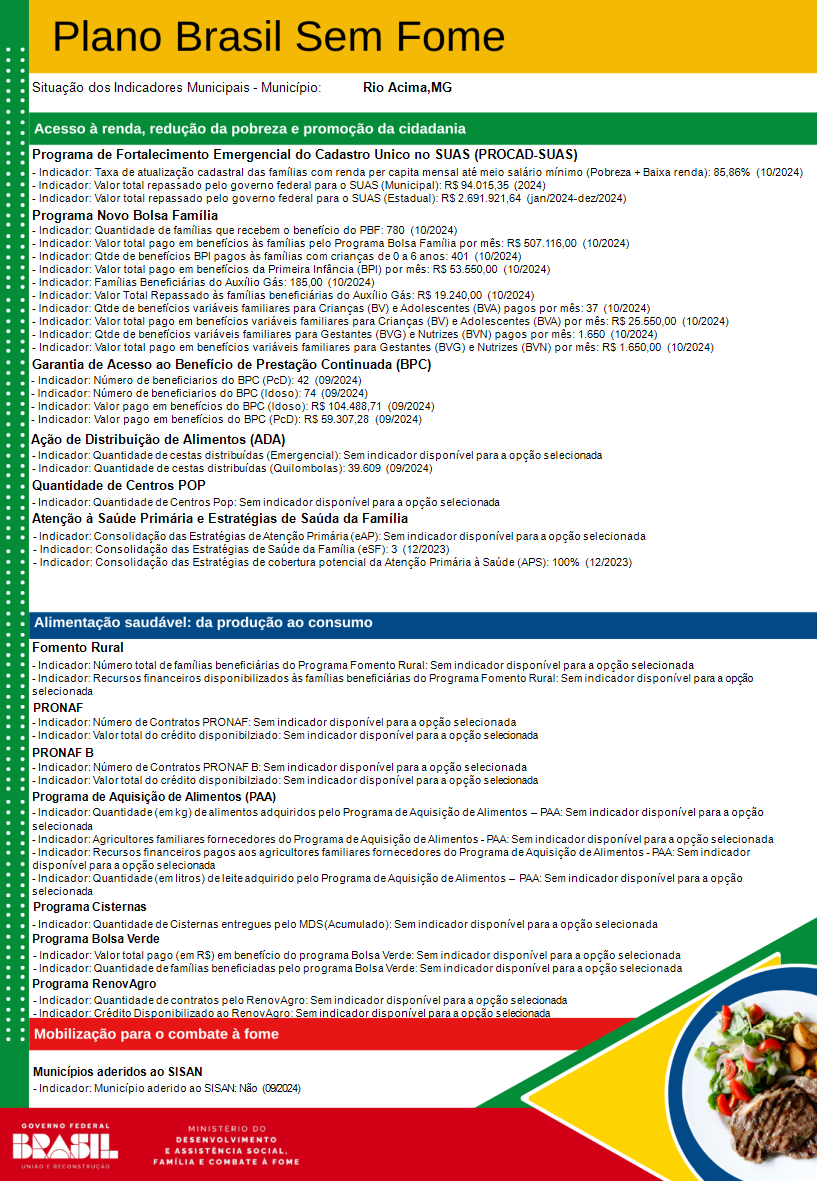 Plano Brasil Sem Fome
Situação dos Indicadores Municipais - Município: Rio Acima,MG
Acesso à renda, redução da pobreza e promoção da cidadania
Programa de Fortalecimento Emergencial do Cadastro Unico no SUAS (PROCAD-SUAS)
- Indicador: Taxa de atualização cadastral das famílias com renda per capita mensal até meio salário mínimo (Pobreza + Baixa renda): 85,86% (10/2024)
- Indicador: Valor total repassado pelo governo federal para o SUAS (Municipal): R$ 94.015,35 (2024)
- Indicador: Valor total repassado pelo governo federal para o SUAS (Estadual): R$ 2.691.921,64 (jan/2024-dez/2024)
Programa Novo Bolsa Família
- Indicador: Quantidade de famílias que recebem o benefício do PBF: 780 (10/2024)
- Indicador: Valor total pago em benefícios às famílias pelo Programa Bolsa Família por mês: R$ 507.116,00 (10/2024)
- Indicador: Qtde de benefícios BPI pagos às famílias com crianças de 0 a 6 anos: 401 (10/2024)
- Indicador: Valor total pago em benefícios da Primeira Infância (BPI) por mês: R$ 53.550,00 (10/2024)
- Indicador: Famílias Beneficiárias do Auxílio Gás: 185,00 (10/2024)
- Indicador: Valor Total Repassado às famílias beneficiárias do Auxílio Gás: R$ 19.240,00 (10/2024)
- Indicador: Qtde de benefícios variáveis familiares para Crianças (BV) e Adolescentes (BVA) pagos por mês: 37 (10/2024)
- Indicador: Valor total pago em benefícios variáveis familiares para Crianças (BV) e Adolescentes (BVA) por mês: R$ 25.550,00 (10/2024)
- Indicador: Qtde de benefícios variáveis familiares para Gestantes (BVG) e Nutrizes (BVN) pagos por mês: 1.650 (10/2024)
- Indicador: Valor total pago em benefícios variáveis familiares para Gestantes (BVG) e Nutrizes (BVN) por mês: R$ 1.650,00 (10/2024)
Garantia de Acesso ao Benefício de Prestação Continuada (BPC)
- Indicador: Número de beneficiarios do BPC (PcD): 42 (09/2024)
- Indicador: Número de beneficiarios do BPC (Idoso): 74 (09/2024)
- Indicador: Valor pago em benefícios do BPC (Idoso): R$ 104.488,71 (09/2024)
- Indicador: Valor pago em benefícios do BPC (PcD): R$ 59.307,28 (09/2024)
Ação de Distribuição de Alimentos (ADA)
- Indicador: Quantidade de cestas distribuídas (Emergencial): Sem indicador disponível para a opção selecionada
- Indicador: Quantidade de cestas distribuídas (Quilombolas): 39.609 (09/2024)
Quantidade de Centros POP
- Indicador: Quantidade de Centros Pop: Sem indicador disponível para a opção selecionada
Atenção à Saúde Primária e Estratégias de Saúda da Família
- Indicador: Consolidação das Estratégias de Atenção Primária (eAP): Sem indicador disponível para a opção selecionada
- Indicador: Consolidação das Estratégias de Saúde da Família (eSF): 3 (12/2023)
- Indicador: Consolidação das Estratégias de cobertura potencial da Atenção Primária à Saúde (APS): 100% (12/2023)
Alimentação saudável: da produção ao consumo
Fomento Rural
- Indicador: Número total de famílias beneficiárias do Programa Fomento Rural: Sem indicador disponível para a opção selecionada
- Indicador: Recursos financeiros disponibilizados às famílias beneficiárias do Programa Fomento Rural: Sem indicador disponível para a opção
selecionada
PRONAF
- Indicador: Número de Contratos PRONAF: Sem indicador disponível para a opção selecionada
- Indicador: Valor total do crédito disponibilziado: Sem indicador disponível para a opção selecionada
PRONAF B
- Indicador: Número de Contratos PRONAF B: Sem indicador disponível para a opção selecionada
- Indicador: Valor total do crédito disponibilziado: Sem indicador disponível para a opção selecionada
Programa de Aquisição de Alimentos (PAA)
- Indicador: Quantidade (em kg) de alimentos adquiridos pelo Programa de Aquisição de Alimentos – PAA: Sem indicador disponível para a opção
selecionada
- Indicador: Agricultores familiares fornecedores do Programa de Aquisição de Alimentos - PAA: Sem indicador disponível para a opção selecionada
- Indicador: Recursos financeiros pagos aos agricultores familiares fornecedores do Programa de Aquisição de Alimentos - PAA: Sem indicador
disponível para a opção selecionada
- Indicador: Quantidade (em litros) de leite adquirido pelo Programa de Aquisição de Alimentos – PAA: Sem indicador disponível para a opção
selecionada
Programa Cisternas
- Indicador: Quantidade de Cisternas entregues pelo MDS(Acumulado): Sem indicador disponível para a opção selecionada
Programa Bolsa Verde
- Indicador: Valor total pago (em R$) em benefício do programa Bolsa Verde: Sem indicador disponível para a opção selecionada
- Indicador: Quantidade de famílias beneficiadas pelo programa Bolsa Verde: Sem indicador disponível para a opção selecionada
Programa RenovAgro
- Indicador: Quantidade de contratos pelo RenovAgro: Sem indicador disponível para a opção selecionada
- Indicador: Crédito Disponibilizado ao RenovAgro: Sem indicador disponível para a opção selecionada
Mobilização para o combate à fome
Municípios aderidos ao SISAN
- Indicador: Município aderido ao SISAN: Não (09/2024)
GOVERNO FEDERAL
BRASIL
UNIÃO E RECONSTRUÇÃO
MINISTÉRIO DO
DESENVOLVIMENTO
E ASSISTÊNCIA SOCIAL,
FAMÍLIA E COMBATE À FOME